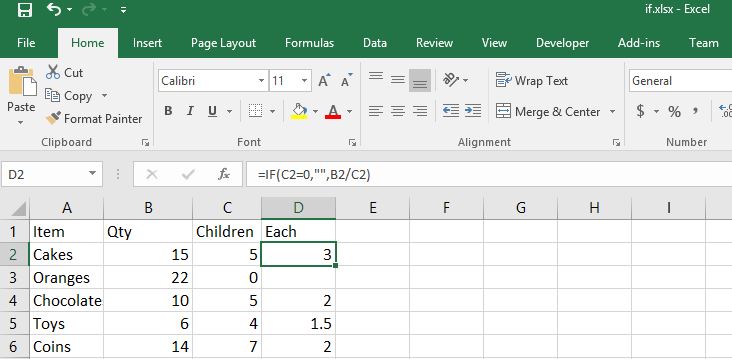 if.xlsx - Excel
File Home Insert Page Layout Formulas Data Review View Developer Add-ins Team
Cut
Copy
Format Painter
Paste
Calibri 11 A A
B I U A
Wrap Text
Merge & Center
General
$ % , .00
Clipboard Font Alignment Number
D2 fx =IF(C2=0,"",B2/C2)
A B C D E F G H I
1 Item Qty Children Each
2 Cakes 15 5 3
3 Oranges 22 0
4 Chocolate 10 5 2
5 Toys 6 4 1.5
6 Coins 14 7 2